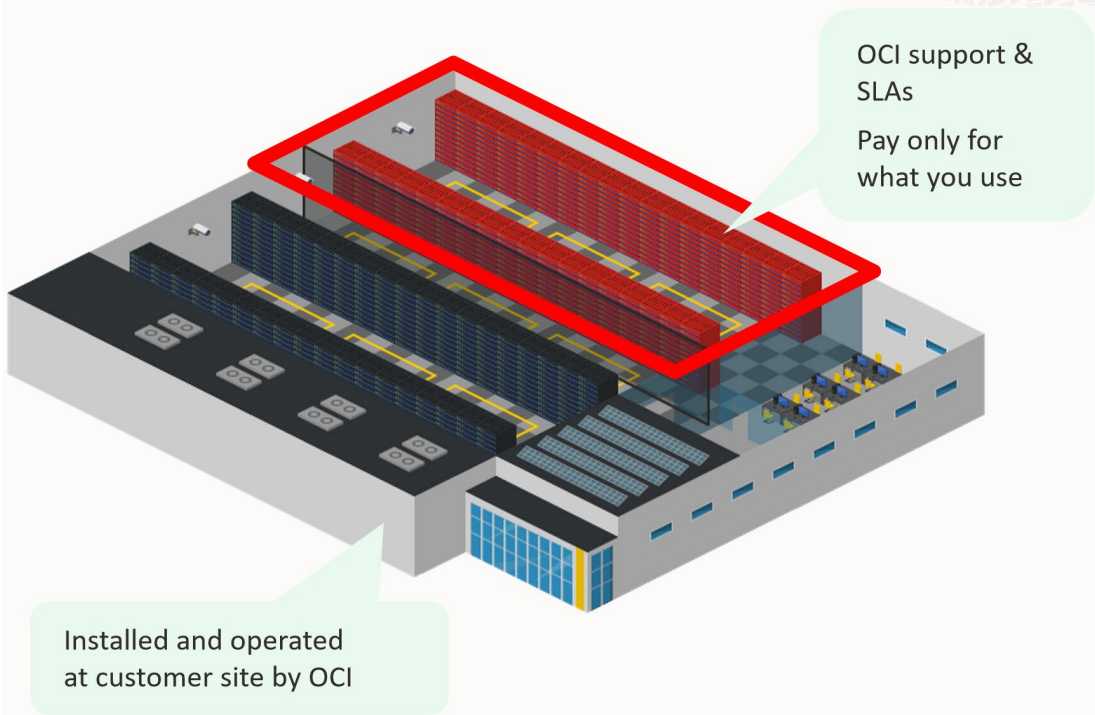 OCI support &
SLAs
Pay only for
what you use
Installed and operated
at customer site by OCI